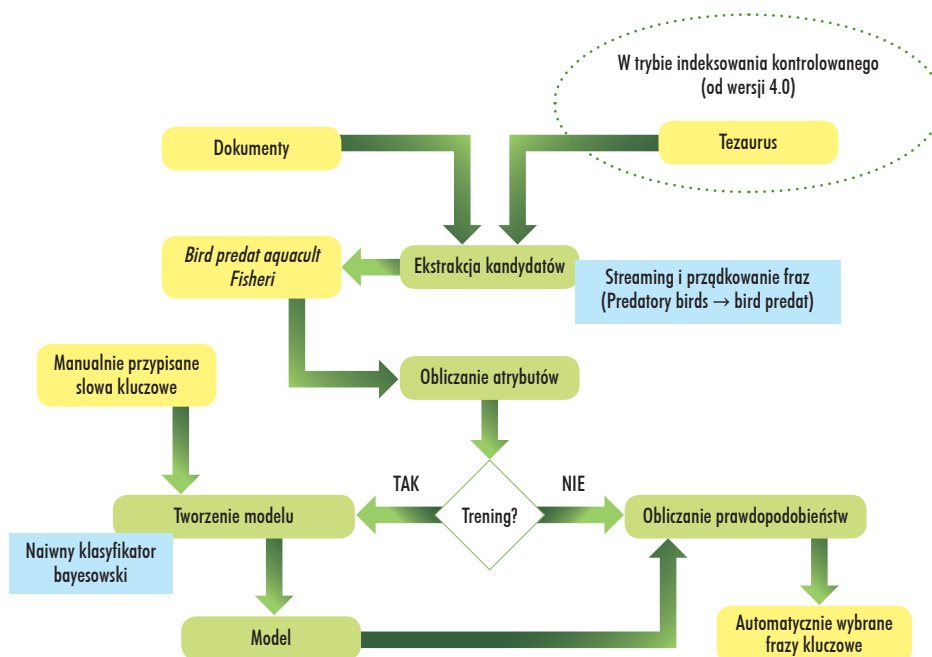 W trybie indeksowania kontrolowanego
(od wersji 4.0)
Dokumenty
Tezaurus
Bird predat aquacult
Fisheri
Ekstrakcja kandydatów
Streaming i prządkowanie fraz
(Predatory birds → bird predat)
Manualnie przypisane
slowa kluczowe
Obliczanie atrybutów
TAK
NIE
Tworzenie modelu
Trening?
Obliczanie prawdopodobieństw
Naiwny klasyfikator
bayesowski
Model
Automatycznie wybrane
frazy kluczowe